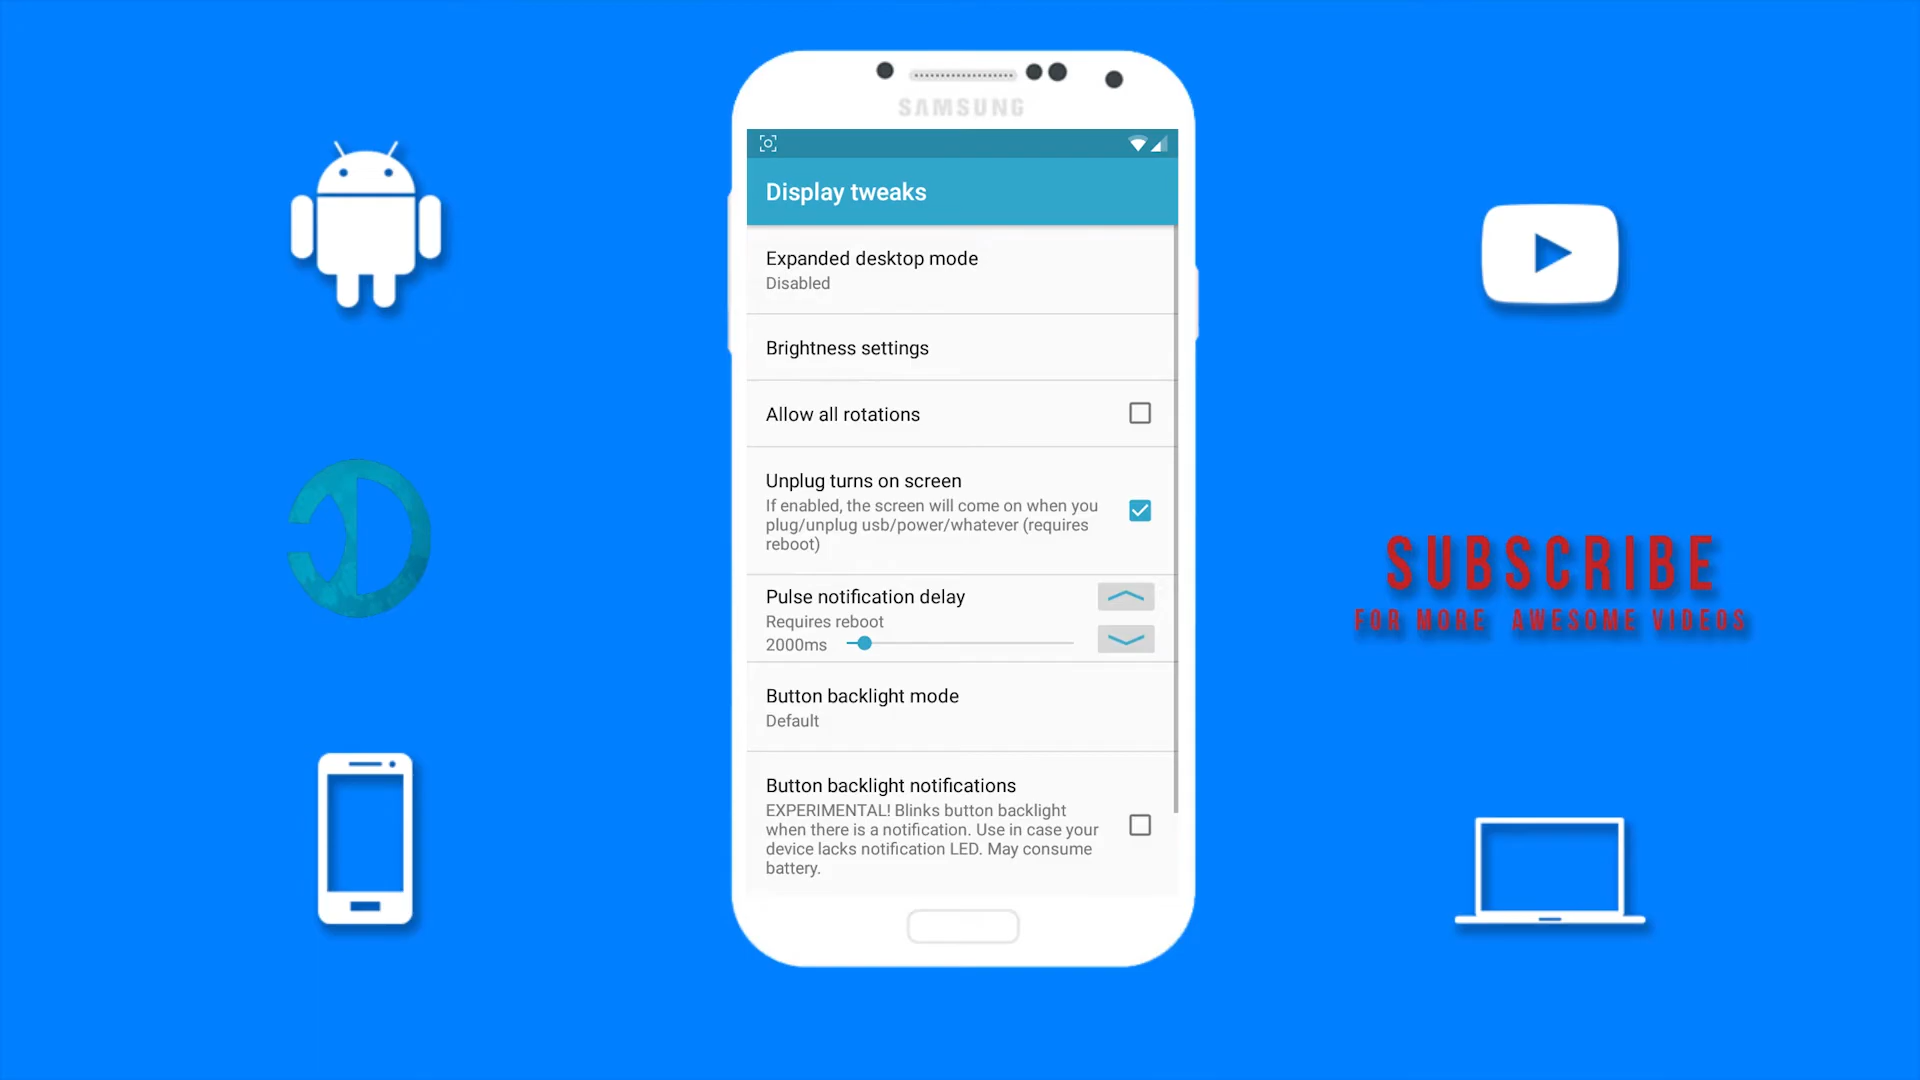 SAMSUNG
Display tweaks
Expanded desktop mode
Disabled
Brightness settings
Allow all rotations
Unplug turns on screen
If enabled, the screen will come on when you
plug/unplug usb/power/whatever (requires
reboot)
Pulse notification delay
Requires reboot
2000ms
Button backlight mode
Default
Button backlight notifications
EXPERIMENTAL! Blinks button backlight
when there is a notification. Use in case your
device lacks notification LED. May consume
battery.
SUBSCRIBE
FOR MORE AWESOME VIDEOS